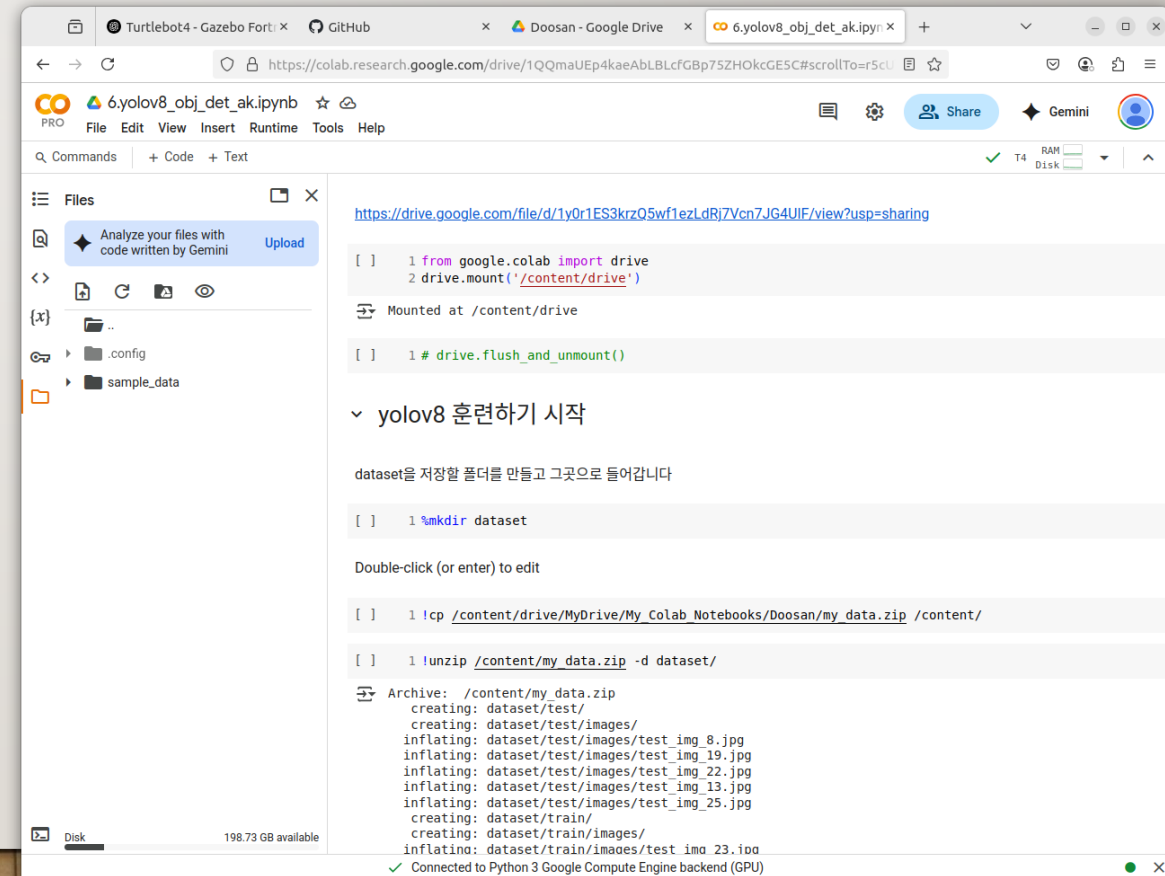 Turtlebot4 - Gazebo Fortr
GitHub
Doosan - Google Drive
6.yolov8_obj_det_ak.ipyn
https://colab.research.google.com/drive/1QQmaUEp4kaeAbLBLcfGBp75ZHOkcGE5C#scrollTo=r5cU
PRO
6.yolov8_obj_det_ak.ipynb
File Edit View Insert Runtime Tools Help
Share
Gemini
Commands
+ Code + Text
T4
RAM
Disk
Files
Analyze your files with
code written by Gemini
Upload
{x}
..
.config
sample_data
Disk
198.73 GB available
https://drive.google.com/file/d/1y0r1ES3krzQ5wf1ezLdRj7Vcn7JG4UlF/view?usp=sharing
[ ] 1 from google.colab import drive
2 drive.mount('/content/drive')
Mounted at /content/drive
[ ] 1 # drive.flush_and_unmount()
yolov8 훈련하기 시작
dataset을 저장할 폴더를 만들고 그곳으로 들어갑니다
[ ] 1 %mkdir dataset
Double-click (or enter) to edit
[ ] 1 !cp /content/drive/MyDrive/My_Colab_Notebooks/Doosan/my_data.zip /content/
[ ] 1 !unzip /content/my_data.zip -d dataset/
Archive:  /content/my_data.zip
creating: dataset/test/
creating: dataset/test/images/
inflating: dataset/test/images/test_img_8.jpg
inflating: dataset/test/images/test_img_19.jpg
inflating: dataset/test/images/test_img_22.jpg
inflating: dataset/test/images/test_img_13.jpg
inflating: dataset/test/images/test_img_25.jpg
creating: dataset/train/
creating: dataset/train/images/
inflating: dataset/train/images/test_img_23.jpg
Connected to Python 3 Google Compute Engine backend (GPU)